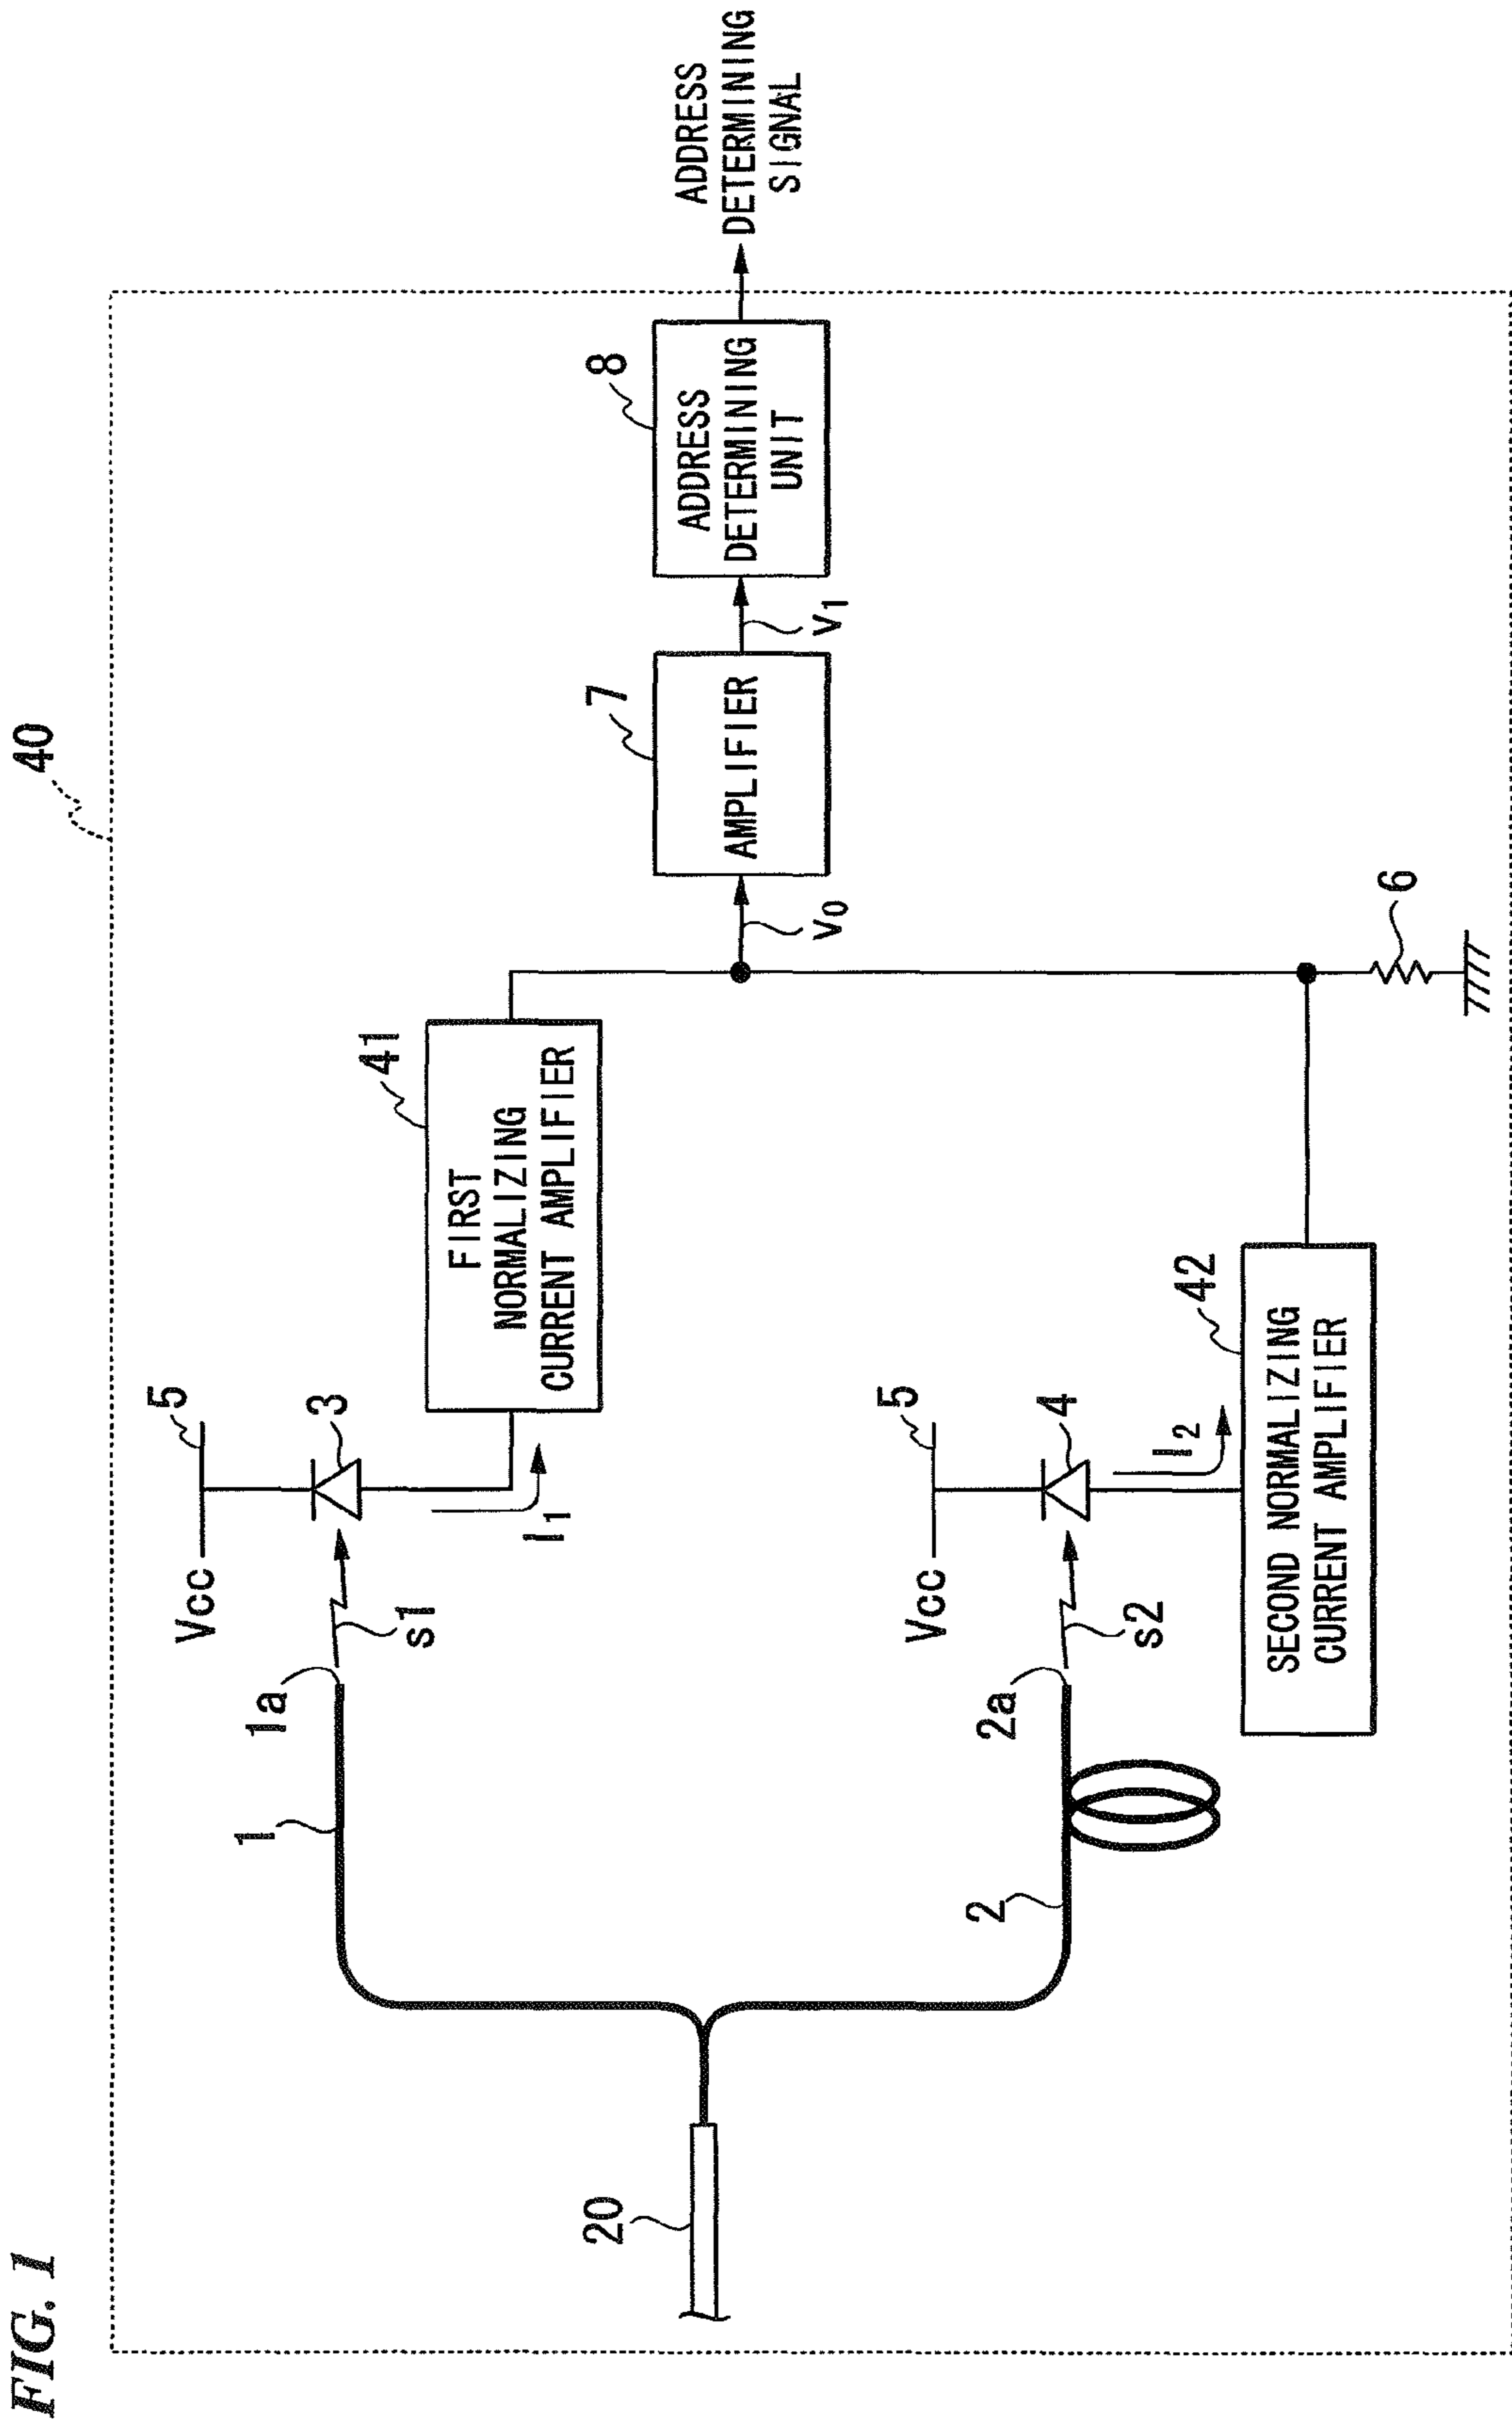 FIG. 1
40
20
1
1a
s1
Vcc
5
3
I1
41
FIRST
NORMALIZING
CURRENT AMPLIFIER
2
2a
s2
Vcc
5
4
I2
42
SECOND NORMALIZING
CURRENT AMPLIFIER
6
V0
7
AMPLIFIER
V1
8
ADDRESS
DETERMINING
UNIT
ADDRESS
DETERMINING
SIGNAL